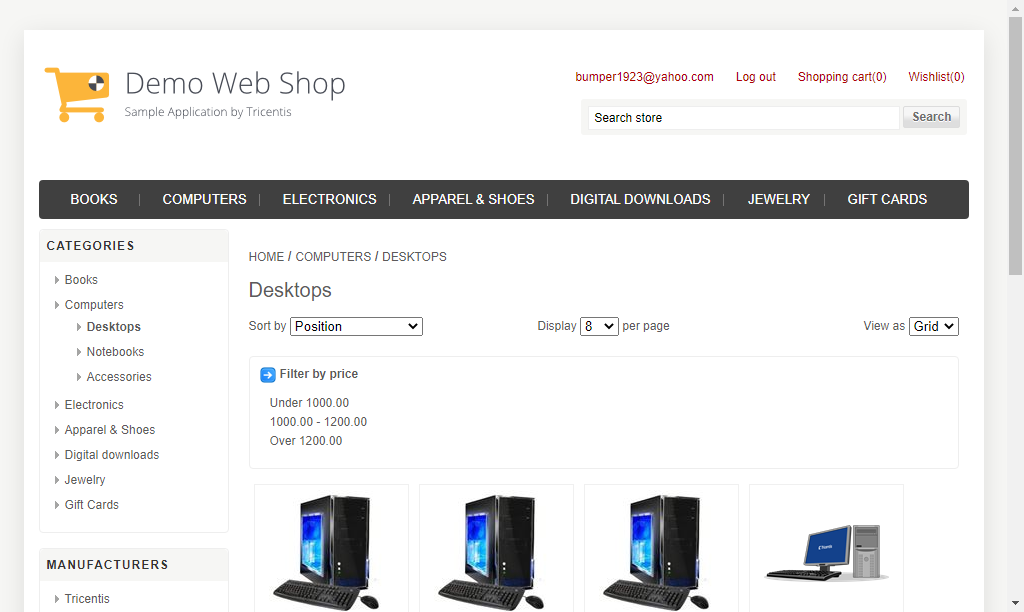 Demo Web Shop
Sample Application by Tricentis
bumper1923@yahoo.com Log out Shopping cart(0) Wishlist(0)
Search store Search
BOOKS COMPUTERS ELECTRONICS APPAREL & SHOES DIGITAL DOWNLOADS JEWELRY GIFT CARDS
CATEGORIES
Books
Computers
Desktops
Notebooks
Accessories
Electronics
Apparel & Shoes
Digital downloads
Jewelry
Gift Cards
MANUFACTURERS
Tricentis
HOME / COMPUTERS / DESKTOPS
Desktops
Sort by Position Display 8 per page View as Grid
Filter by price
Under 1000.00
1000.00 - 1200.00
Over 1200.00